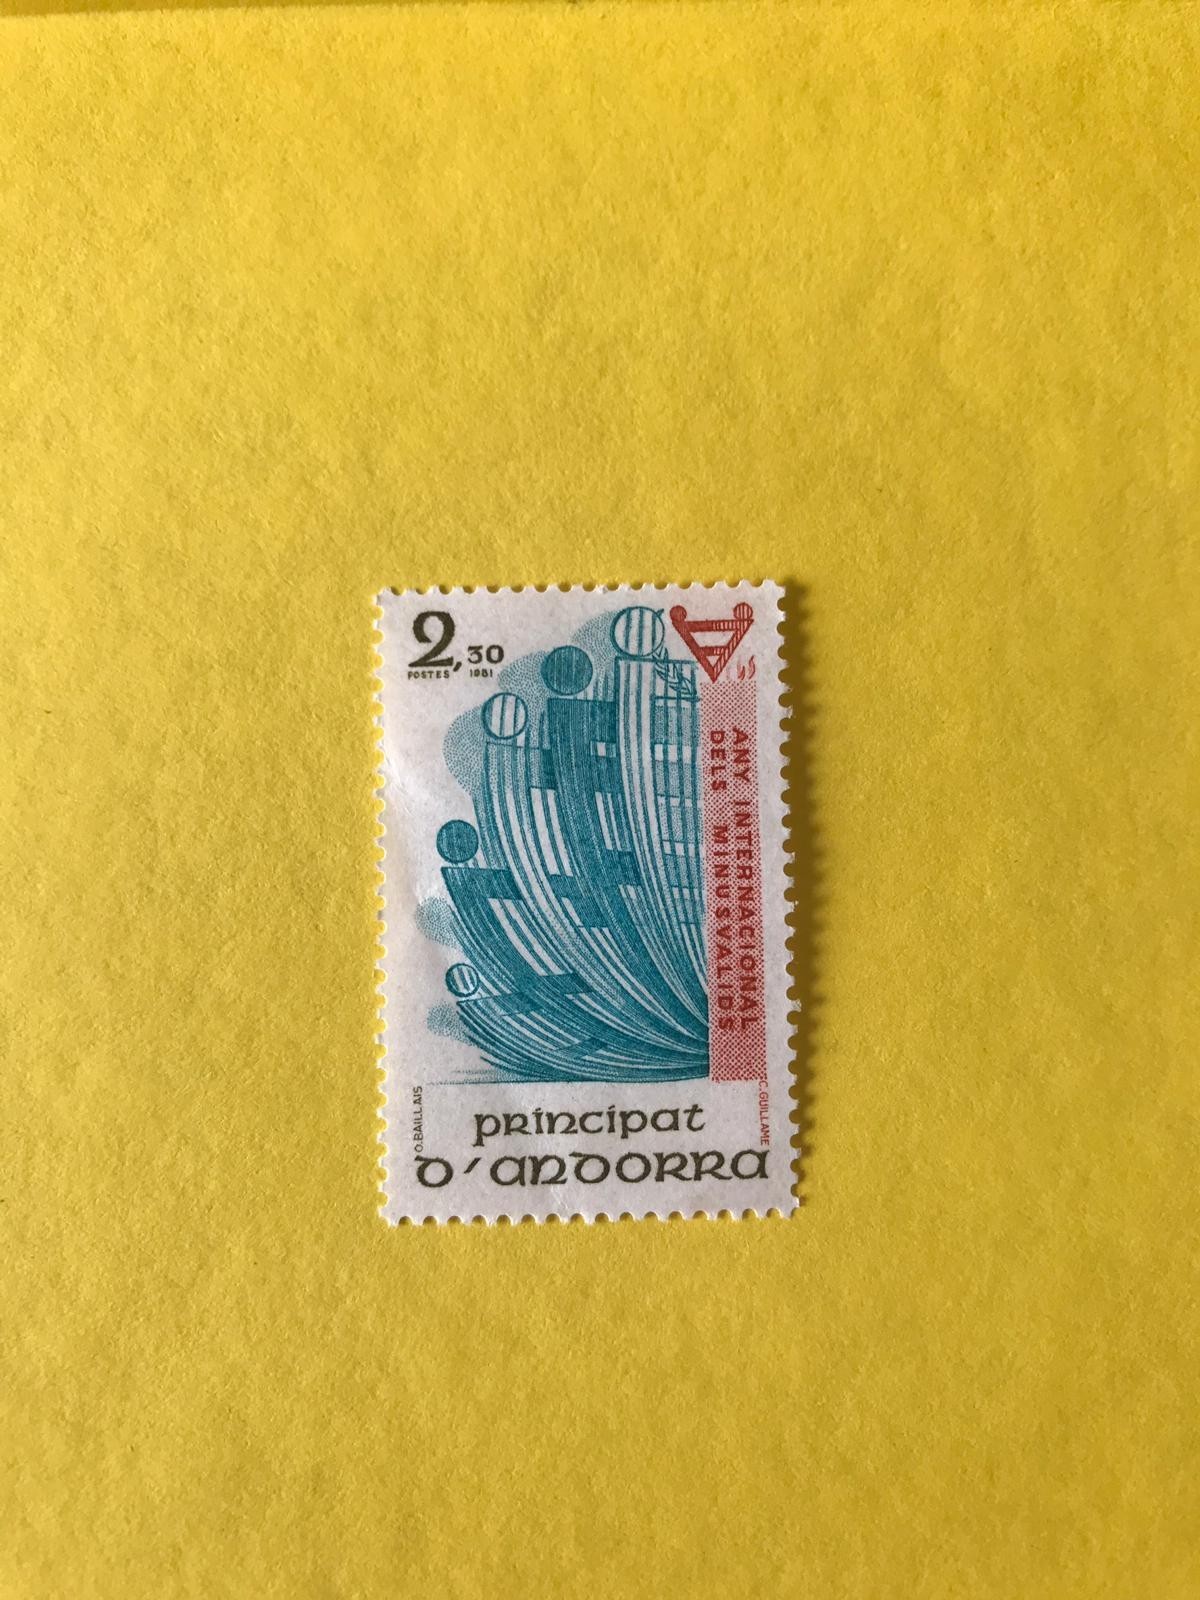 2,30
POSTES 1981
ANY INTERNACIONAL
DELS MINUSVALIDS
O.BAILLAIS
C.GUILLAME
principat
d'andorra